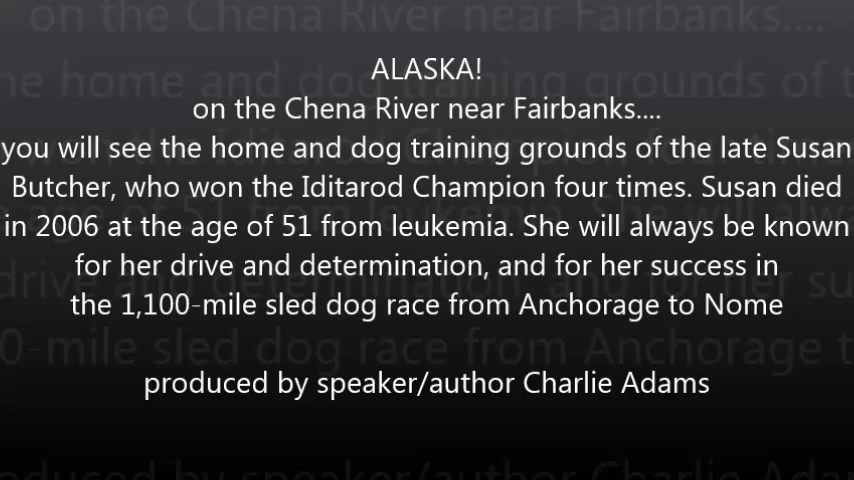 ALASKA!
on the Chena River near Fairbanks....
you will see the home and dog training grounds of the late Susan
Butcher, who won the Iditarod Champion four times. Susan died
in 2006 at the age of 51 from leukemia. She will always be known
for her drive and determination, and for her success in
the 1,100-mile sled dog race from Anchorage to Nome
produced by speaker/author Charlie Adams